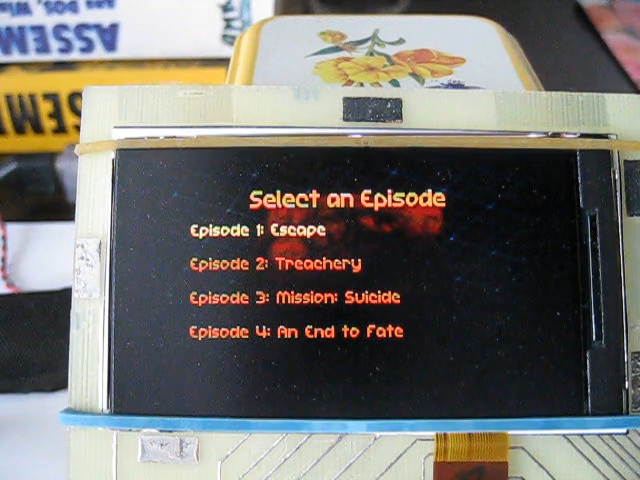 ASSEM
ASSEM
Select an Episode
Episode 1: Escape
Episode 2: Treachery
Episode 3: Mission: Suicide
Episode 4: An End to Fate